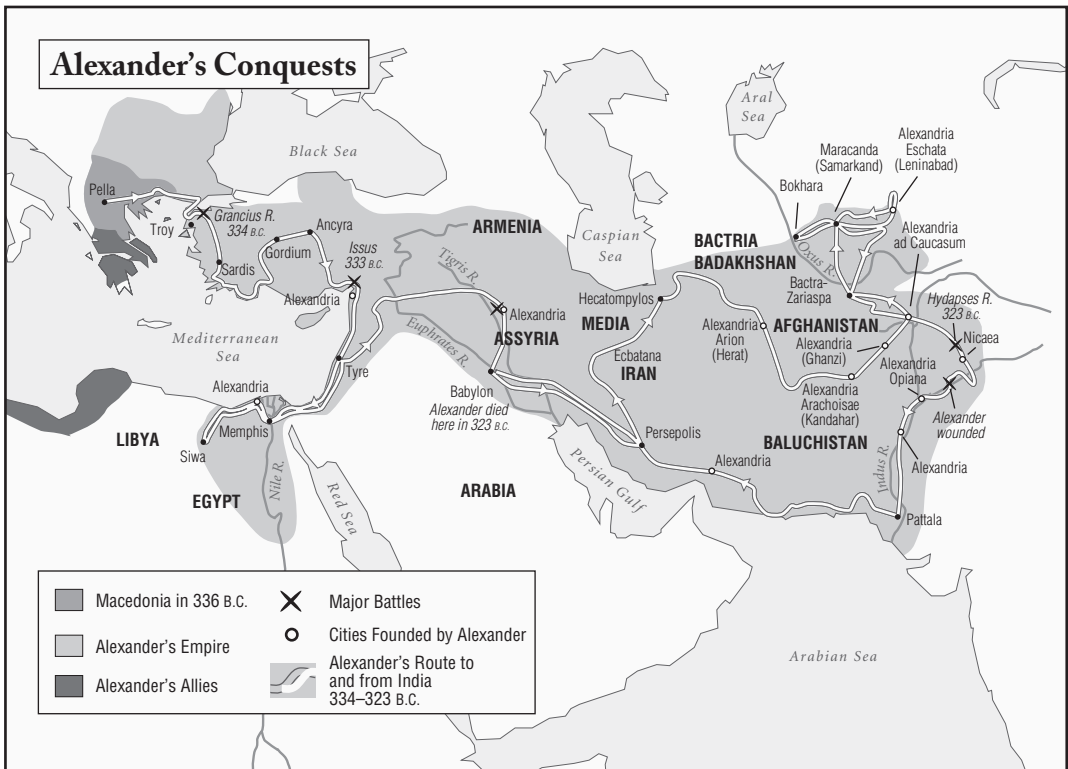 Alexander's Conquests
Aral
Sea
Black Sea
Maracanda
(Samarkand)
Alexandria
Eschata
(Leninabad)
Bokhara
Pella
Grancius R.
334 B.C.
Troy
Ancyra
Gordium
Sardis
Issus
333 B.C.
Alexandria
ARMENIA
Tigris R.
Caspian
Sea
BACTRIA
BADAKHSHAN
Oxus R.
Alexandria
ad Caucasum
Bactra-
Zariaspa
Hydapses R.
323 B.C.
Nicaea
Hecatompylos
MEDIA
Alexandria
ASSYRIA
Euphrates R.
Mediterranean
Sea
Ecbatana
IRAN
Alexandria
Arion
(Herat)
AFGHANISTAN
Alexandria
(Ghanzi)
Alexandria
Opiana
Alexandria
Arachoisae
(Kandahar)
Alexander
wounded
Tyre
Babylon
Alexander died
here in 323 B.C.
Alexandria
Memphis
LIBYA
Siwa
EGYPT
Nile R.
Red Sea
ARABIA
Persepolis
Persian Gulf
Alexandria
BALUCHISTAN
Indus R.
Alexandria
Pattala
Arabian Sea
Macedonia in 336 B.C.
Alexander's Empire
Alexander's Allies
Major Battles
Cities Founded by Alexander
Alexander's Route to
and from India
334–323 B.C.